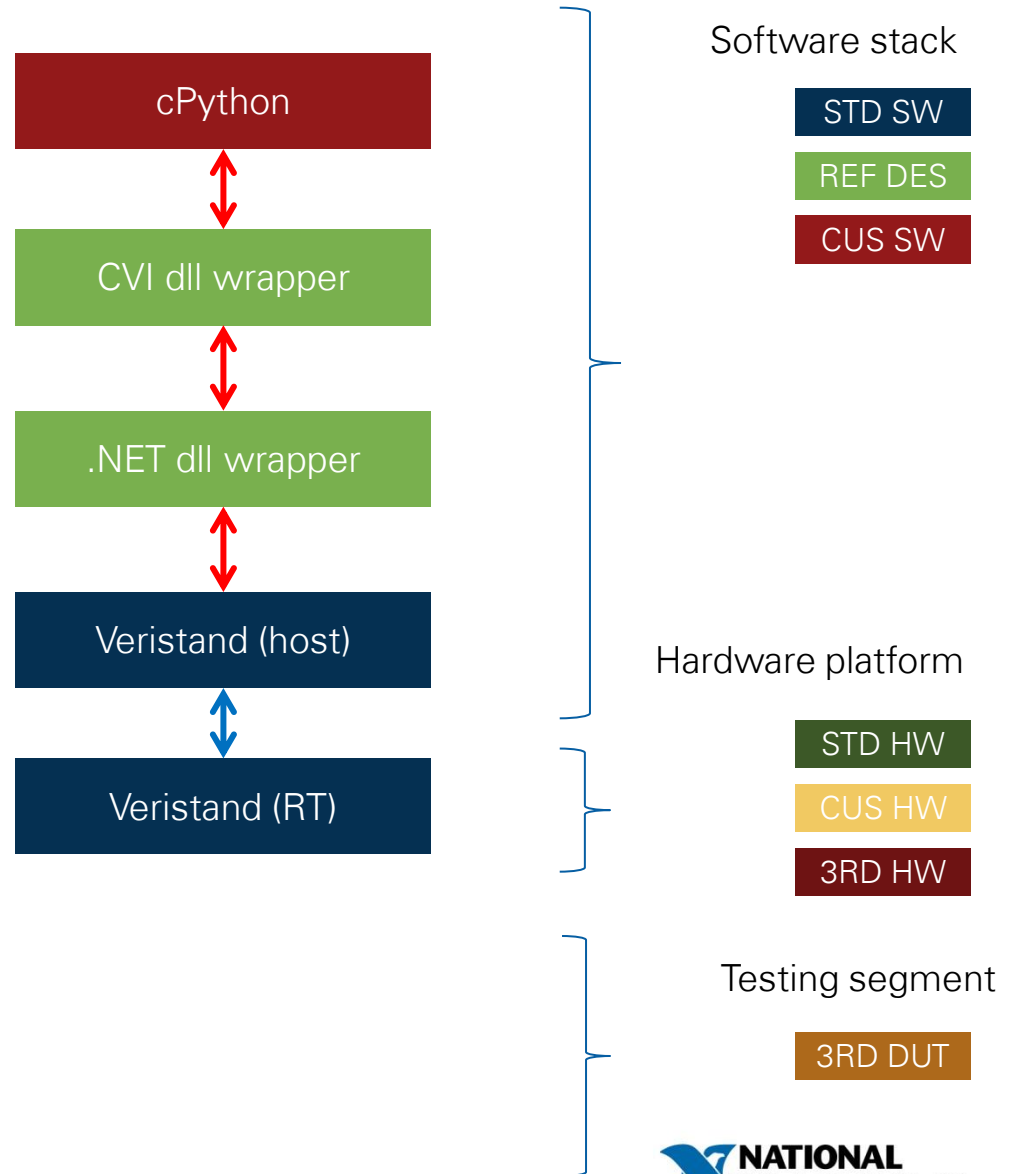 cPython
CVI dll wrapper
.NET dll wrapper
Veristand (host)
Veristand (RT)
Software stack
STD SW
REF DES
CUS SW
Hardware platform
STD HW
CUS HW
3RD HW
Testing segment
3RD DUT
NATIONAL